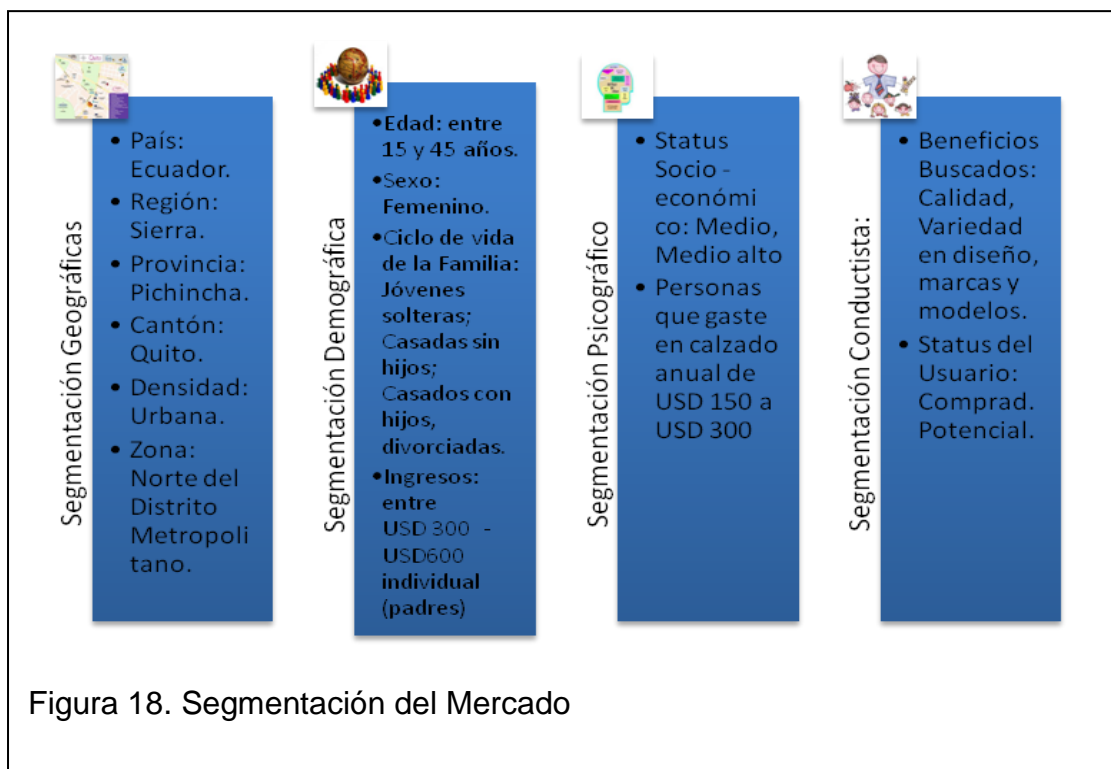 Segmentación Geográficas
• País:
Ecuador.
• Región:
Sierra.
• Provincia:
Pichincha.
• Cantón:
Quito.
• Densidad:
Urbana.
• Zona:
Norte del
Distrito
Metropoli
tano.
Segmentación Demográfica
•Edad: entre
15 y 45 años.
•Sexo:
Femenino.
•Ciclo de vida
de la Familia:
Jóvenes
solteras;
Casadas sin
hijos;
Casados con
hijos,
divorciadas.
•Ingresos:
entre
USD 300 -
USD600
individual
(padres)
Segmentación Psicográfico
• Status
Socio -
económi
co: Medio,
Medio alto
• Personas
que gaste
en calzado
anual de
USD 150 a
USD 300
Segmentación Conductista:
• Beneficios
Buscados:
Calidad,
Variedad
en diseño,
marcas y
modelos.
• Status del
Usuario:
Comprad.
Potencial.
Figura 18. Segmentación del Mercado